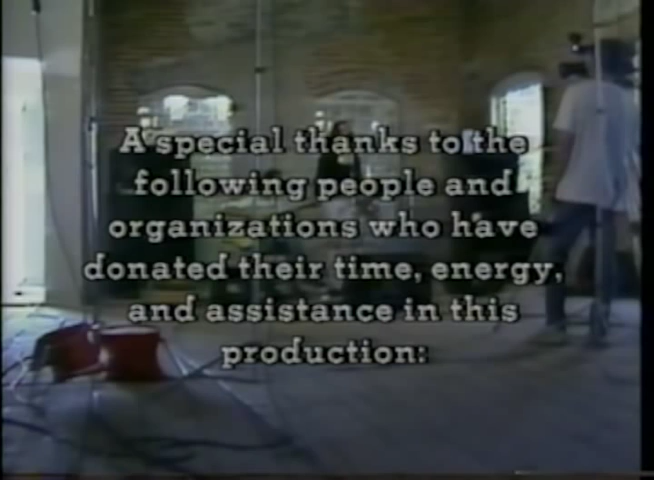 A special thanks to the
following people and
organizations who have
donated their time, energy,
and assistance in this
production: